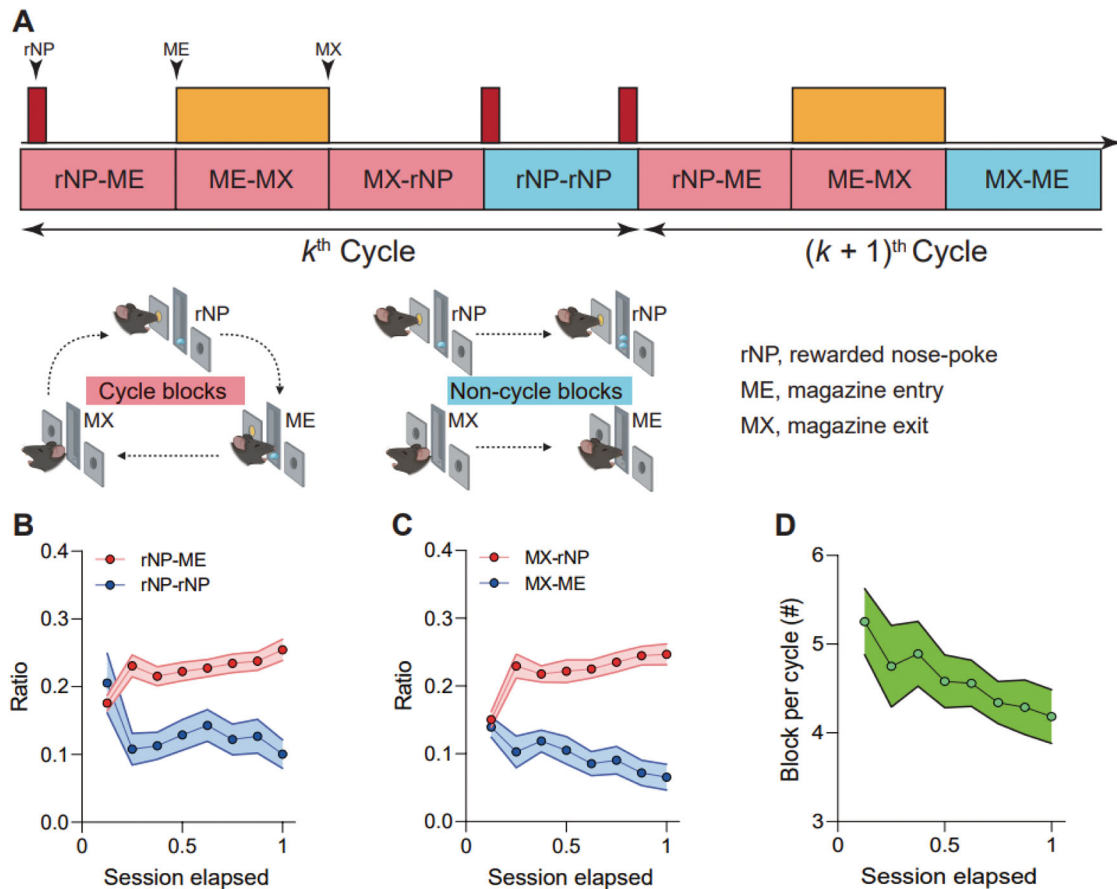 A
rNP ME MX
rNP-ME ME-MX MX-rNP rNP-rNP rNP-ME ME-MX MX-ME
kth Cycle (k + 1)th Cycle
rNP
Cycle blocks
MX ME
rNP rNP
Non-cycle blocks
MX ME
rNP, rewarded nose-poke
ME, magazine entry
MX, magazine exit
B
rNP-ME
rNP-rNP
Ratio
0.4
0.3
0.2
0.1
0.0
0 0.5 1
Session elapsed
C
MX-rNP
MX-ME
Ratio
0.4
0.3
0.2
0.1
0.0
0 0.5 1
Session elapsed
D
Block per cycle (#)
6
5
4
3
0 0.5 1
Session elapsed